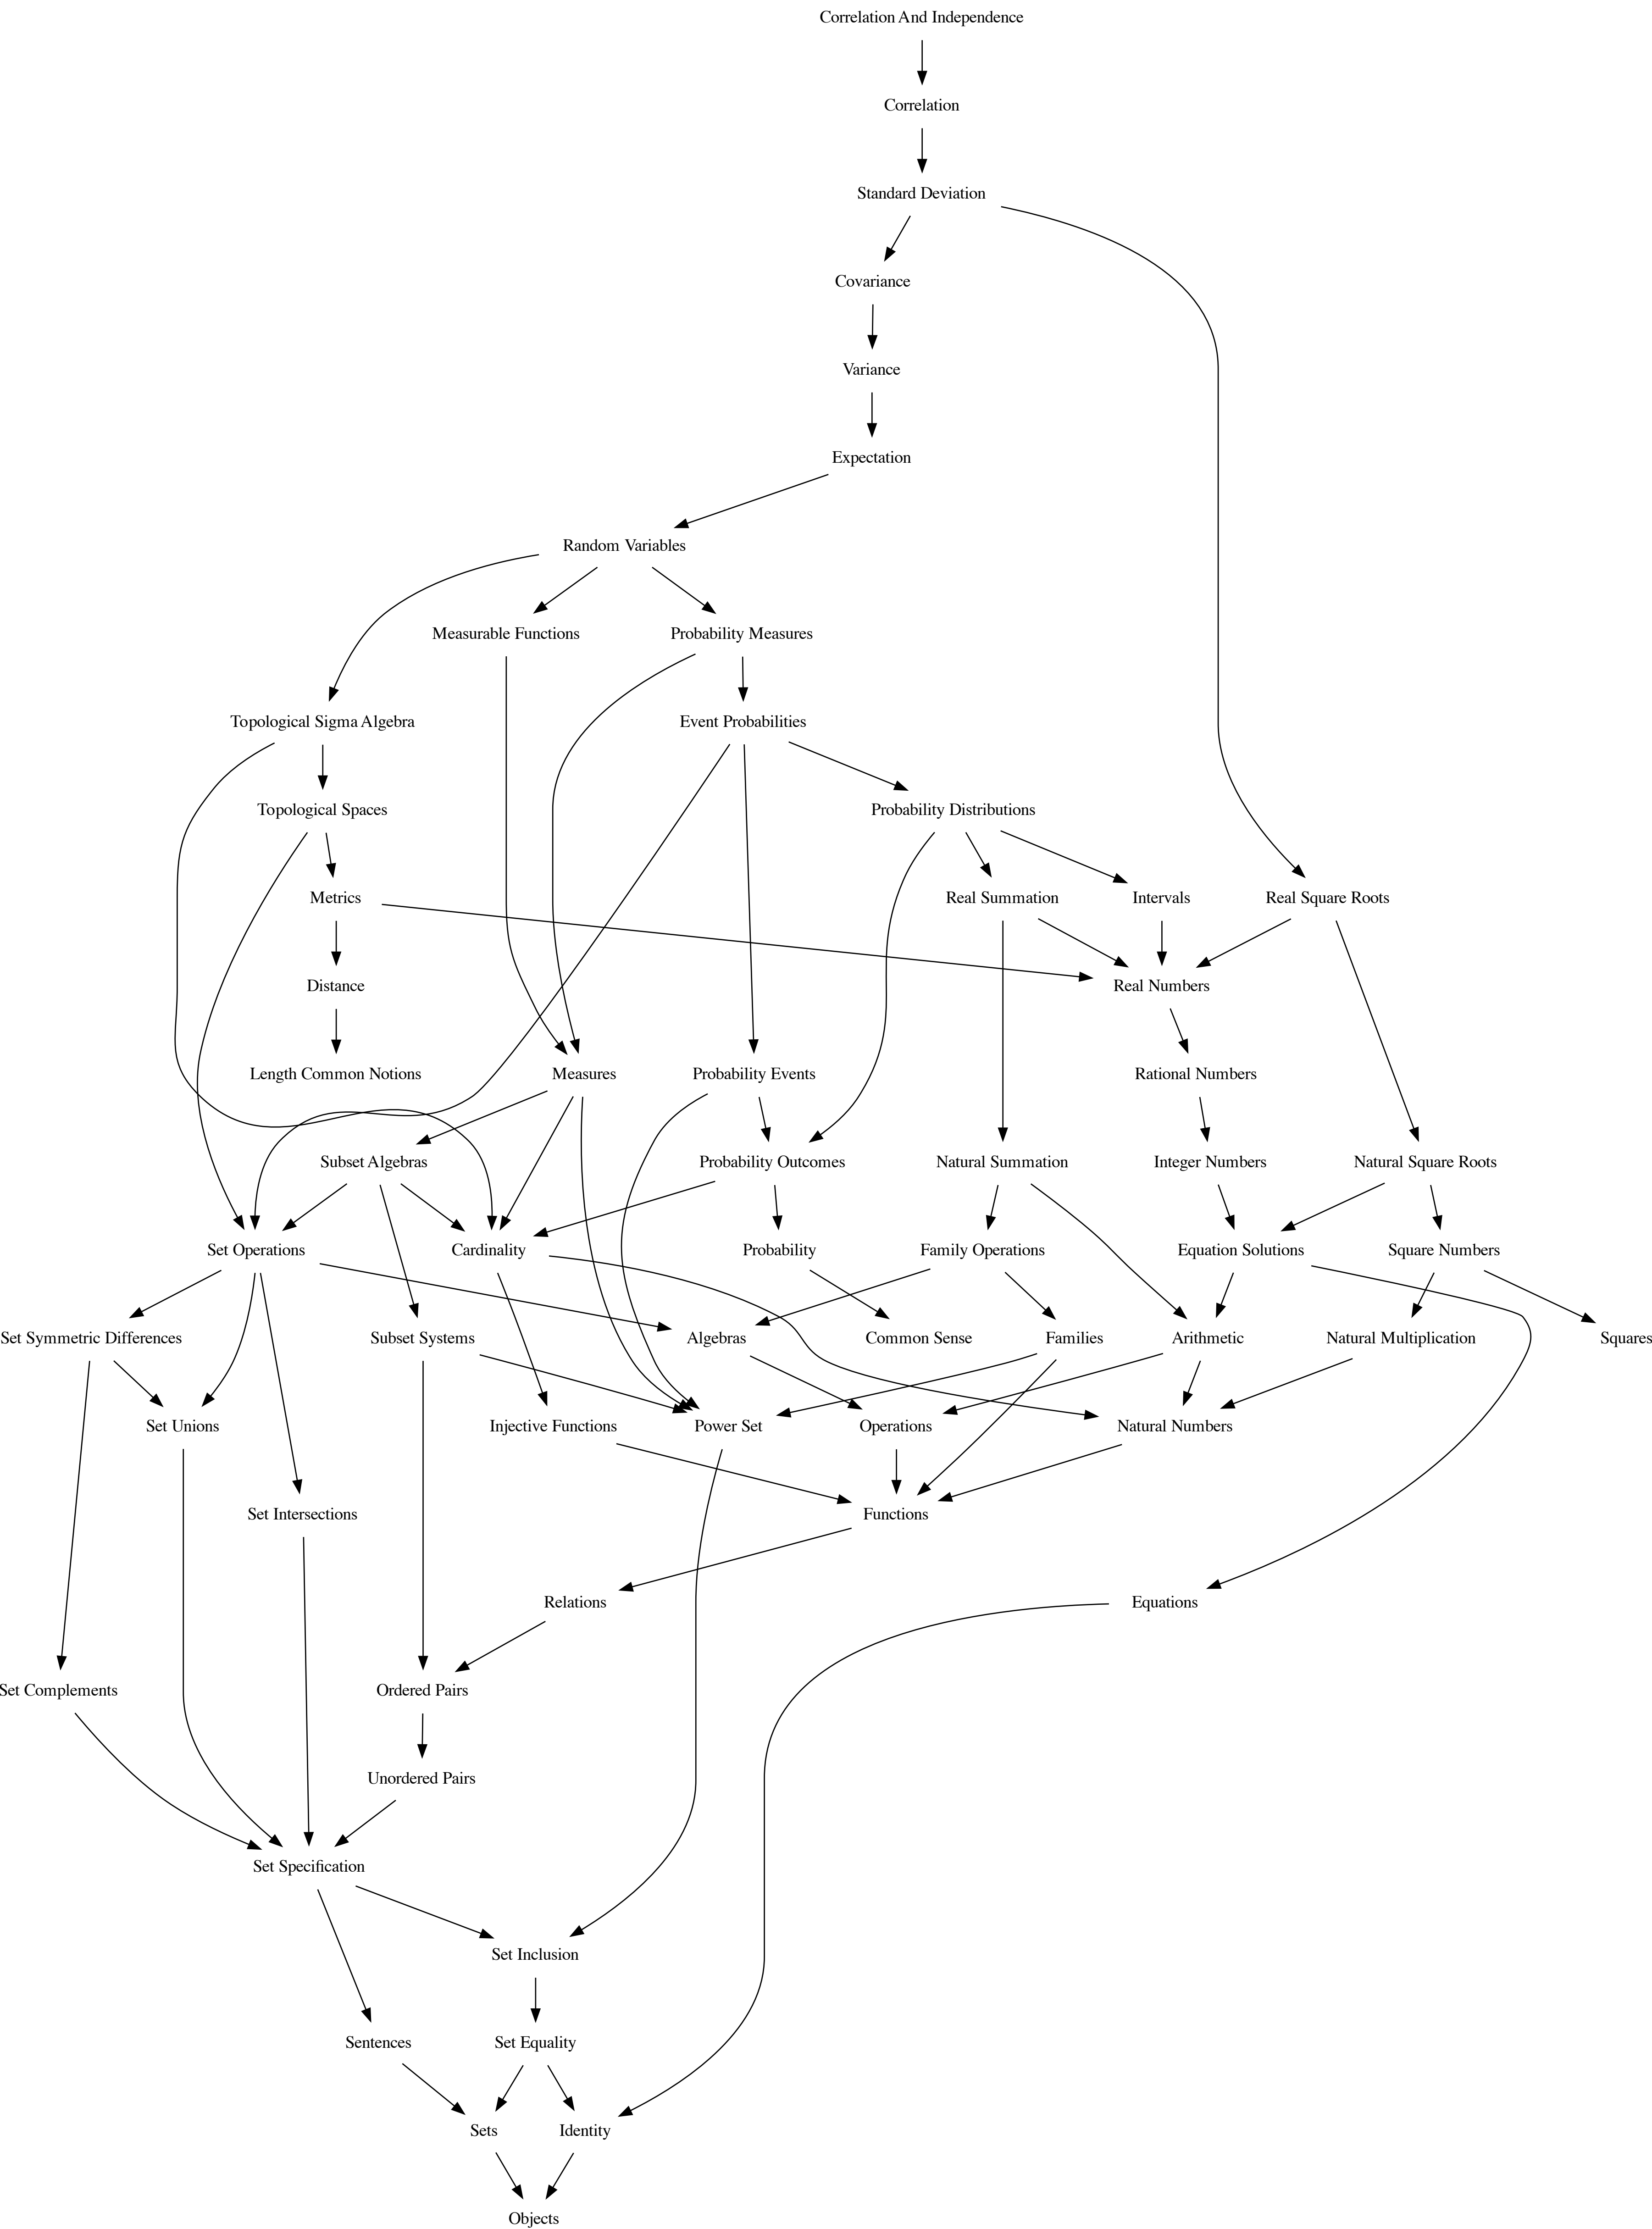 Correlation And Independence
Correlation
Standard Deviation
Covariance
Variance
Expectation
Random Variables
Measurable Functions
Probability Measures
Topological Sigma Algebra
Event Probabilities
Topological Spaces
Probability Distributions
Metrics
Real Summation
Intervals
Real Square Roots
Distance
Real Numbers
Length Common Notions
Measures
Probability Events
Rational Numbers
Subset Algebras
Probability Outcomes
Natural Summation
Integer Numbers
Natural Square Roots
Set Operations
Cardinality
Probability
Family Operations
Equation Solutions
Square Numbers
Set Symmetric Differences
Subset Systems
Algebras
Common Sense
Families
Arithmetic
Natural Multiplication
Squares
Set Unions
Injective Functions
Power Set
Operations
Natural Numbers
Set Intersections
Functions
Relations
Equations
Set Complements
Ordered Pairs
Unordered Pairs
Set Specification
Set Inclusion
Sentences
Set Equality
Sets
Identity
Objects